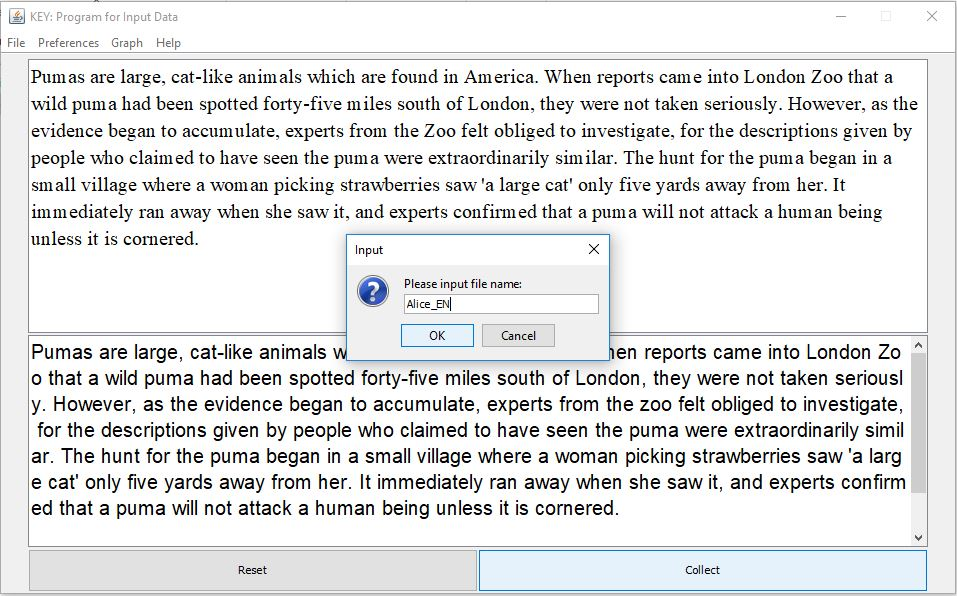 KEY: Program for Input Data
File Preferences Graph Help
Pumas are large, cat-like animals which are found in America. When reports came into London Zoo that a
wild puma had been spotted forty-five miles south of London, they were not taken seriously. However, as the
evidence began to accumulate, experts from the Zoo felt obliged to investigate, for the descriptions given by
people who claimed to have seen the puma were extraordinarily similar. The hunt for the puma began in a
small village where a woman picking strawberries saw 'a large cat' only five yards away from her. It
immediately ran away when she saw it, and experts confirmed that a puma will not attack a human being
unless it is cornered.
Input
Please input file name:
Alice_EN
OK Cancel
Pumas are large, cat-like animals w hen reports came into London Zo
o that a wild puma had been spotted forty-five miles south of London, they were not taken seriousl
y. However, as the evidence began to accumulate, experts from the zoo felt obliged to investigate,
for the descriptions given by people who claimed to have seen the puma were extraordinarily simil
ar. The hunt for the puma began in a small village where a woman picking strawberries saw 'a larg
e cat' only five yards away from her. It immediately ran away when she saw it, and experts confirm
ed that a puma will not attack a human being unless it is cornered.
Reset Collect